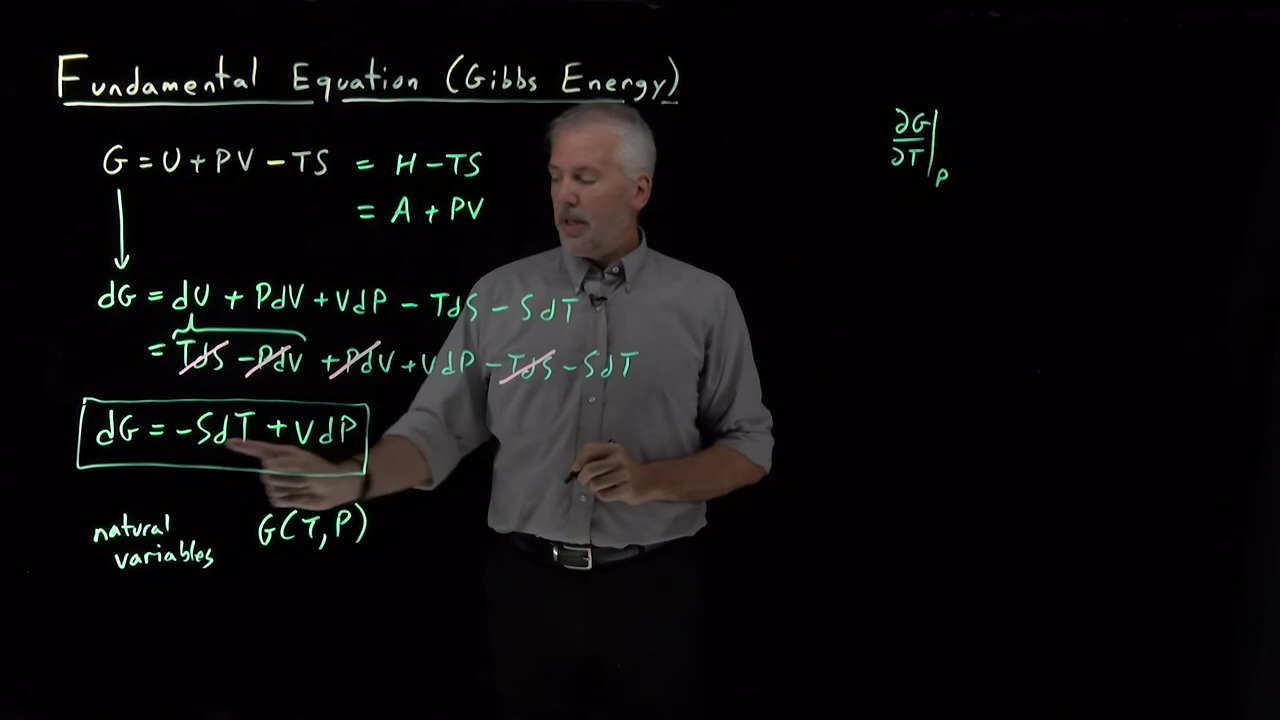 Fundamental Equation (Gibbs Energy)
G = U + PV - TS = H - TS
= A + PV
dG = dU + PdV + VdP - TdS - SdT
= TdS - PdV + PdV + VdP - TdS - SdT
dG = -SdT + VdP
natural
variables
G(T, P)
∂G
∂T
P